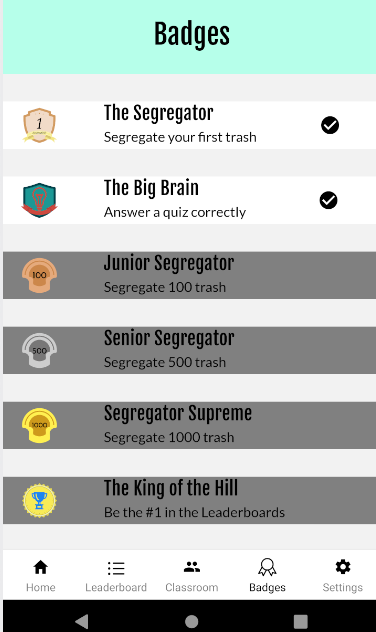 Badges
1
The Segregator
Segregate your first trash
The Big Brain
Answer a quiz correctly
100
Junior Segregator
Segregate 100 trash
500
Senior Segregator
Segregate 500 trash
1000
Segregator Supreme
Segregate 1000 trash
The King of the Hill
Be the #1 in the Leaderboards
Home Leaderboard Classroom Badges Settings